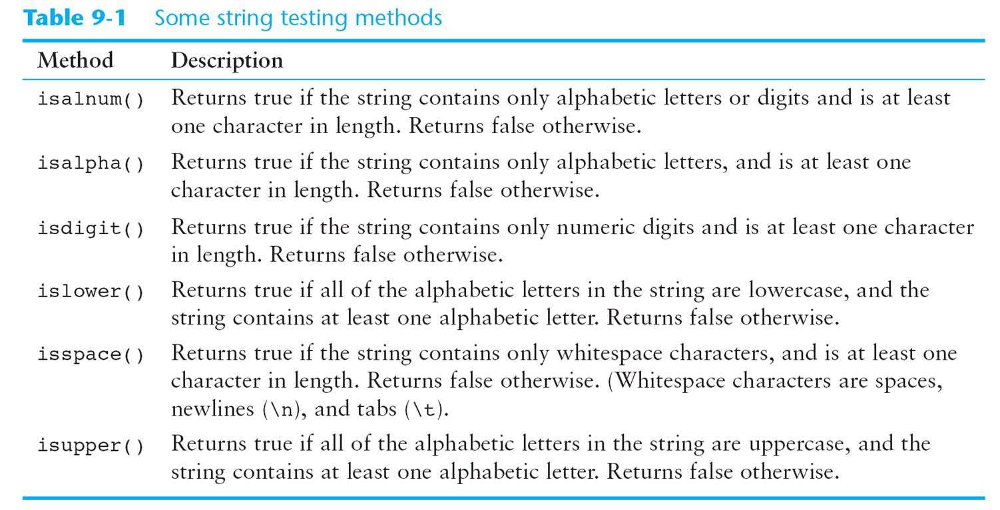 Table 9-1 Some string testing methods
Method Description
isalnum() Returns true if the string contains only alphabetic letters or digits and is at least
one character in length. Returns false otherwise.
isalpha() Returns true if the string contains only alphabetic letters, and is at least one
character in length. Returns false otherwise.
isdigit() Returns true if the string contains only numeric digits and is at least one character
in length. Returns false otherwise.
islower() Returns true if all of the alphabetic letters in the string are lowercase, and the
string contains at least one alphabetic letter. Returns false otherwise.
isspace() Returns true if the string contains only whitespace characters, and is at least one
character in length. Returns false otherwise. (Whitespace characters are spaces,
newlines (\n), and tabs (\t).
isupper() Returns true if all of the alphabetic letters in the string are uppercase, and the
string contains at least one alphabetic letter. Returns false otherwise.